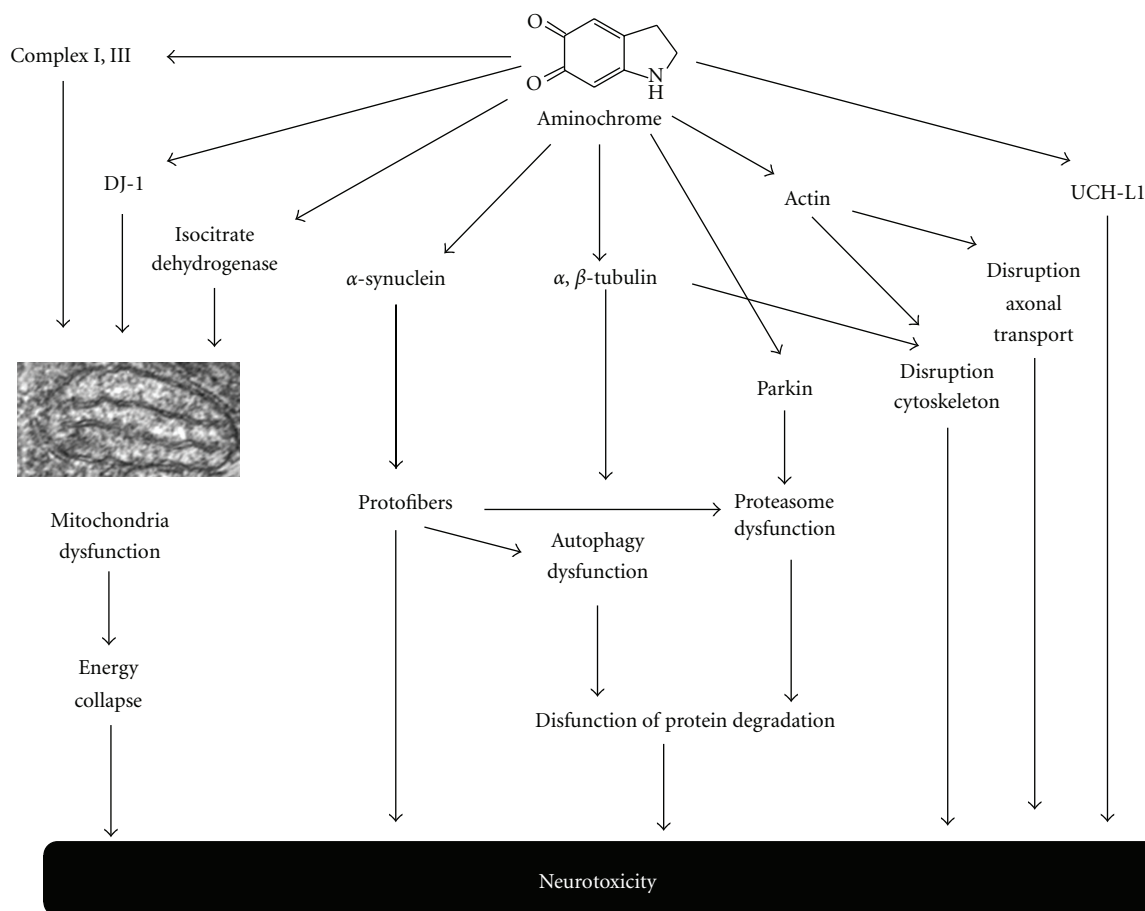 O
O
N
H
Aminochrome
Complex I, III
DJ-1
Isocitrate
dehydrogenase
α-synuclein
α, β-tubulin
Actin
UCH-L1
Disruption
axonal
transport
Parkin
Disruption
cytoskeleton
Protofibers
Proteasome
dysfunction
Mitochondria
dysfunction
Autophagy
dysfunction
Energy
collapse
Disfunction of protein degradation
Neurotoxicity